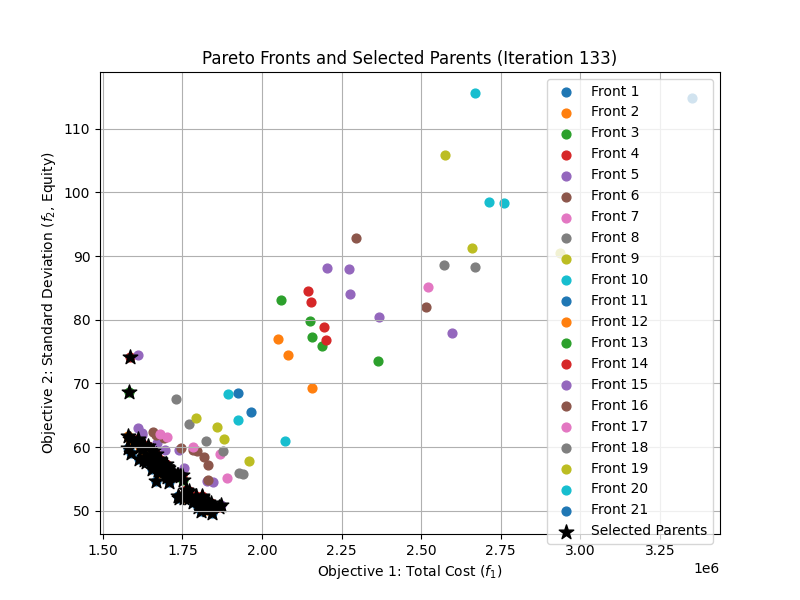 Pareto Fronts and Selected Parents (Iteration 133)
Objective 2: Standard Deviation (f₂, Equity)
110
100
90
80
70
60
50
1.50
1.75
2.00
2.25
2.50
2.75
3.00
3.25
1e6
Objective 1: Total Cost (f₁)
Front 1
Front 2
Front 3
Front 4
Front 5
Front 6
Front 7
Front 8
Front 9
Front 10
Front 11
Front 12
Front 13
Front 14
Front 15
Front 16
Front 17
Front 18
Front 19
Front 20
Front 21
Selected Parents